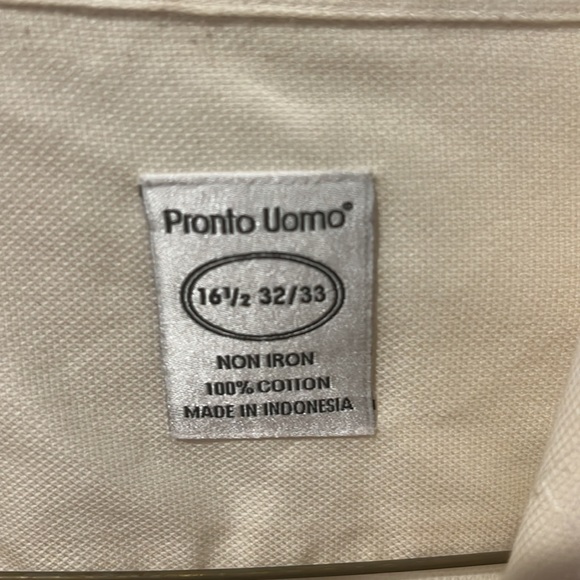 Pronto Uomo®
16½ 32/33
NON IRON
100% COTTON
MADE IN INDONESIA